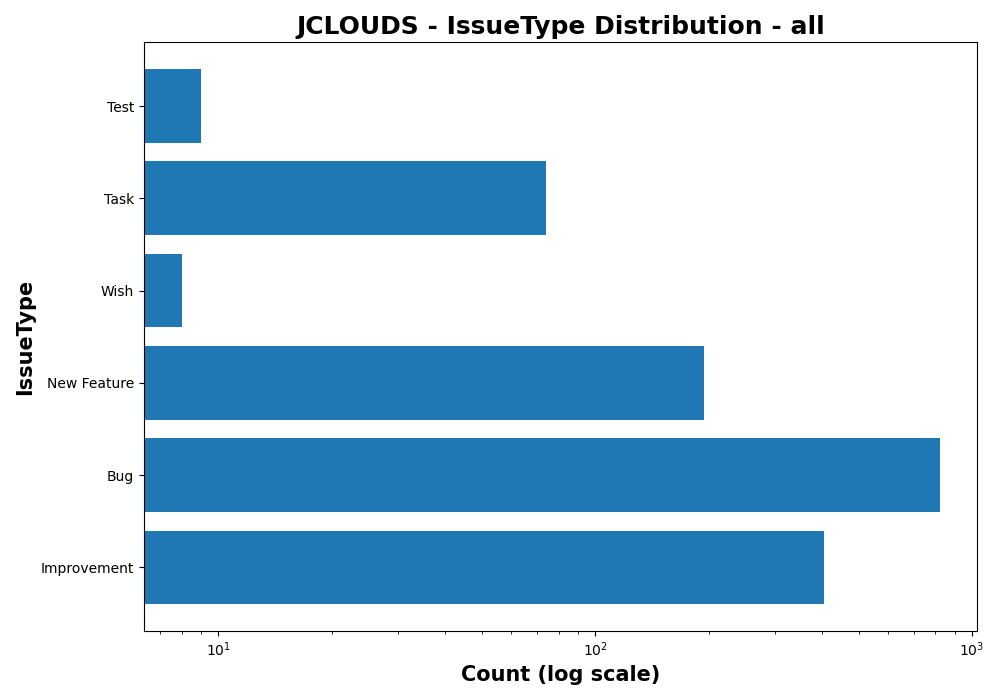 JCLOUDS - IssueType Distribution - all
Test
Task
Wish
New Feature
Bug
Improvement
IssueType
10¹ 10² 10³
Count (log scale)